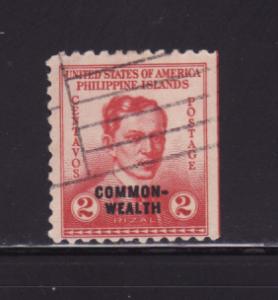 UNITED STATES OF AMERICA
PHILIPPINE ISLANDS
CENTAVOS
POSTAGE
COMMON-
WEALTH
2 2
RIZAL